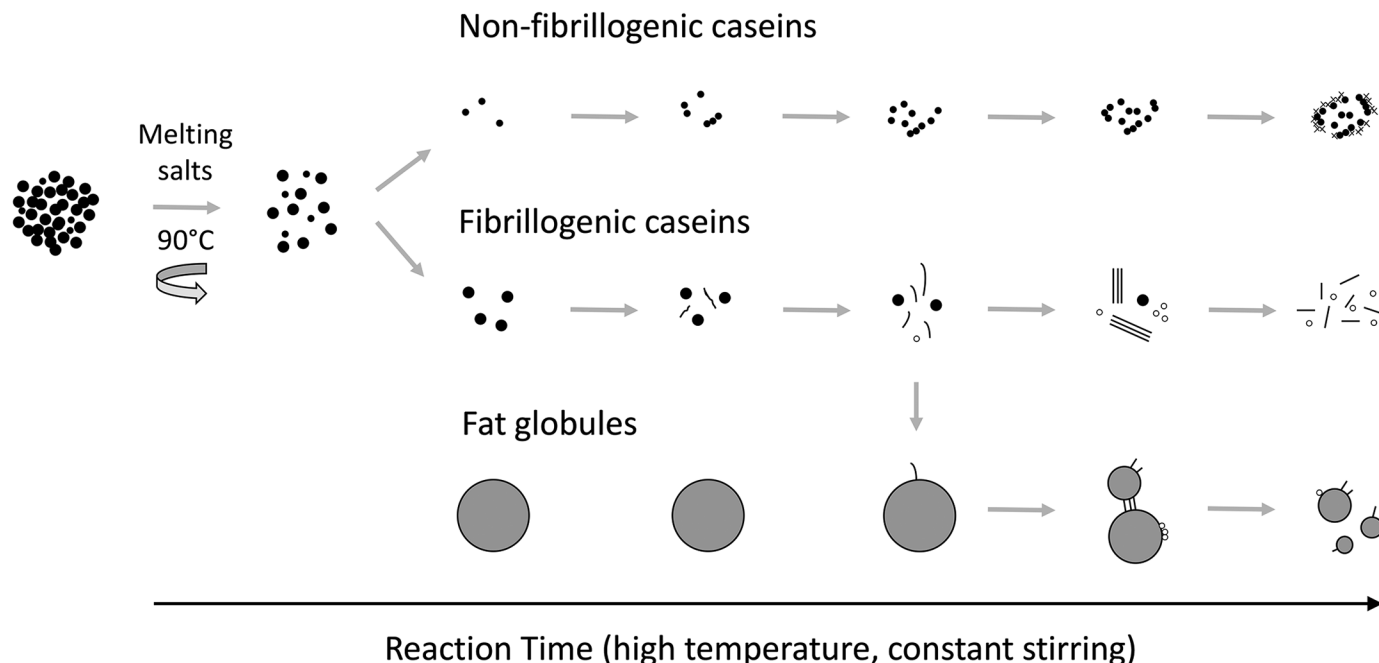 Non-fibrillogenic caseins
Melting
salts
90°C
Fibrillogenic caseins
Fat globules
Reaction Time (high temperature, constant stirring)